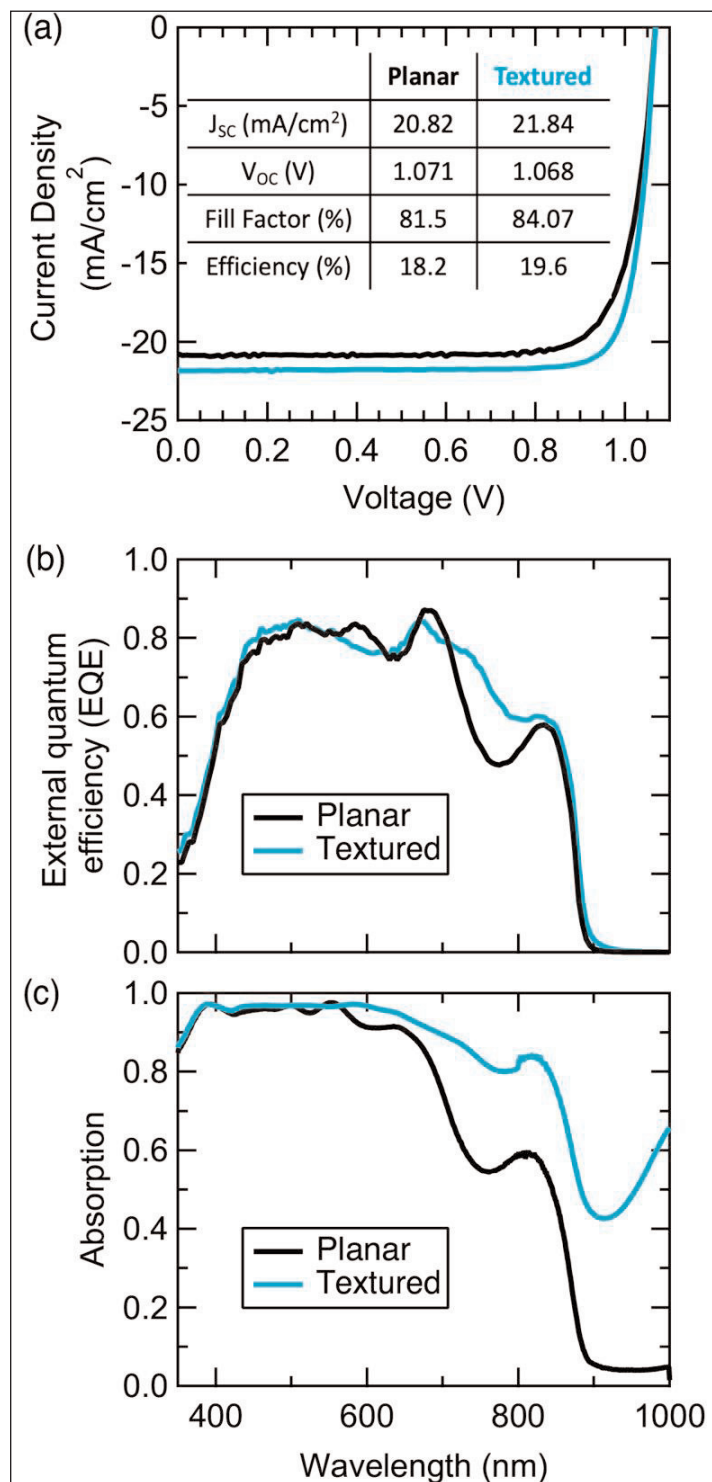 (a)
0
-5
-10
-15
-20
-25
Current Density
(mA/cm²)
Planar Textured
J_SC (mA/cm²) 20.82 21.84
V_OC (V) 1.071 1.068
Fill Factor (%) 81.5 84.07
Efficiency (%) 18.2 19.6
0.0 0.2 0.4 0.6 0.8 1.0
Voltage (V)
(b)
1.0
0.8
0.6
0.4
0.2
0.0
External quantum
efficiency (EQE)
Planar
Textured
(c)
1.0
0.8
0.6
0.4
0.2
0.0
Absorption
Planar
Textured
400 600 800 1000
Wavelength (nm)